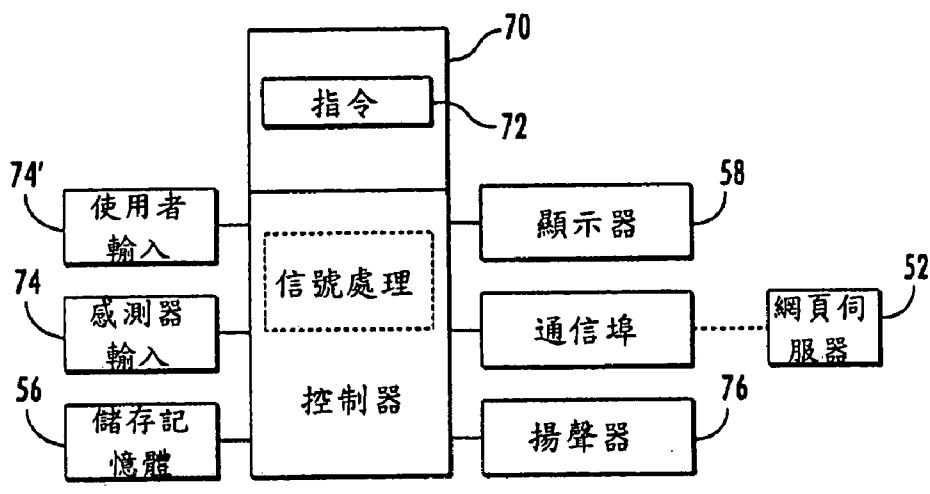 70
指令
72
74'
使用者
輸入
58
顯示器
信號處理
74
感測器
輸入
通信埠
52
網頁伺
服器
控制器
56
儲存記
憶體
76
揚聲器